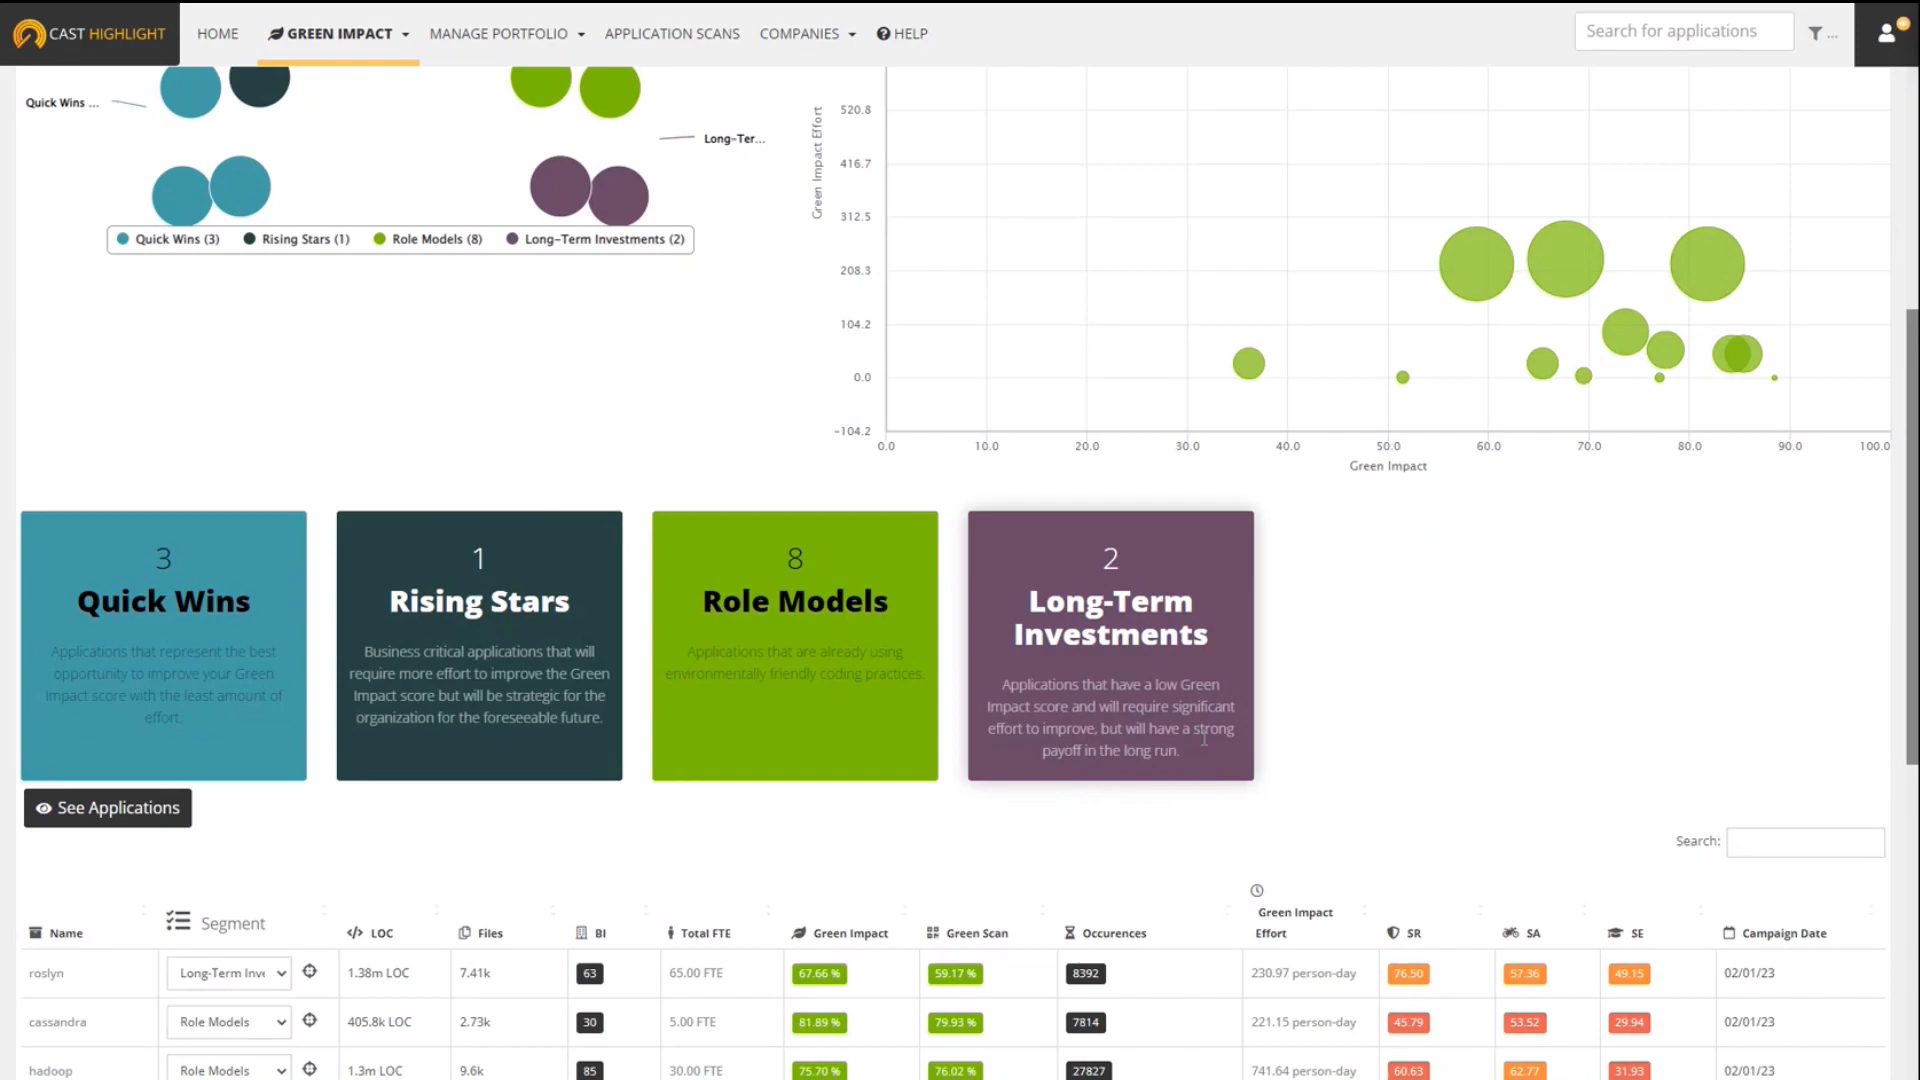 CAST HIGHLIGHT
HOME
GREEN IMPACT
MANAGE PORTFOLIO
APPLICATION SCANS
COMPANIES
HELP
Search for applications
...
Quick Wins ...
Long-Ter...
Quick Wins (3)
Rising Stars (1)
Role Models (8)
Long-Term Investments (2)
Green Impact Effort
520.8
416.7
312.5
208.3
104.2
0.0
-104.2
0.0 10.0 20.0 30.0 40.0 50.0 60.0 70.0 80.0 90.0 100.0
Green Impact
3
Quick Wins
Applications that represent the best
opportunity to improve your Green
Impact score with the least amount of
effort.
1
Rising Stars
Business critical applications that will
require more effort to improve the Green
Impact score but will be strategic for the
organization for the foreseeable future.
8
Role Models
Applications that are already using
environmentally friendly coding practices.
2
Long-Term
Investments
Applications that have a low Green
Impact score and will require significant
effort to improve, but will have a strong
payoff in the long run.
See Applications
Search:
Name Segment LOC Files BI Total FTE Green Impact Green Scan Occurences Green Impact Effort SR SA SE Campaign Date
roslyn Long-Term Inve 1.38m LOC 7.41k 63 65.00 FTE 67.66 % 59.17 % 8392 230.97 person-day 76.50 57.36 49.15 02/01/23
cassandra Role Models 405.8k LOC 2.73k 30 5.00 FTE 81.89 % 79.93 % 7814 221.15 person-day 45.79 53.52 29.94 02/01/23
hadoop Role Models 1.3m LOC 9.6k 85 30.00 FTE 75.70 % 76.02 % 27827 741.64 person-day 60.63 62.77 31.93 02/01/23